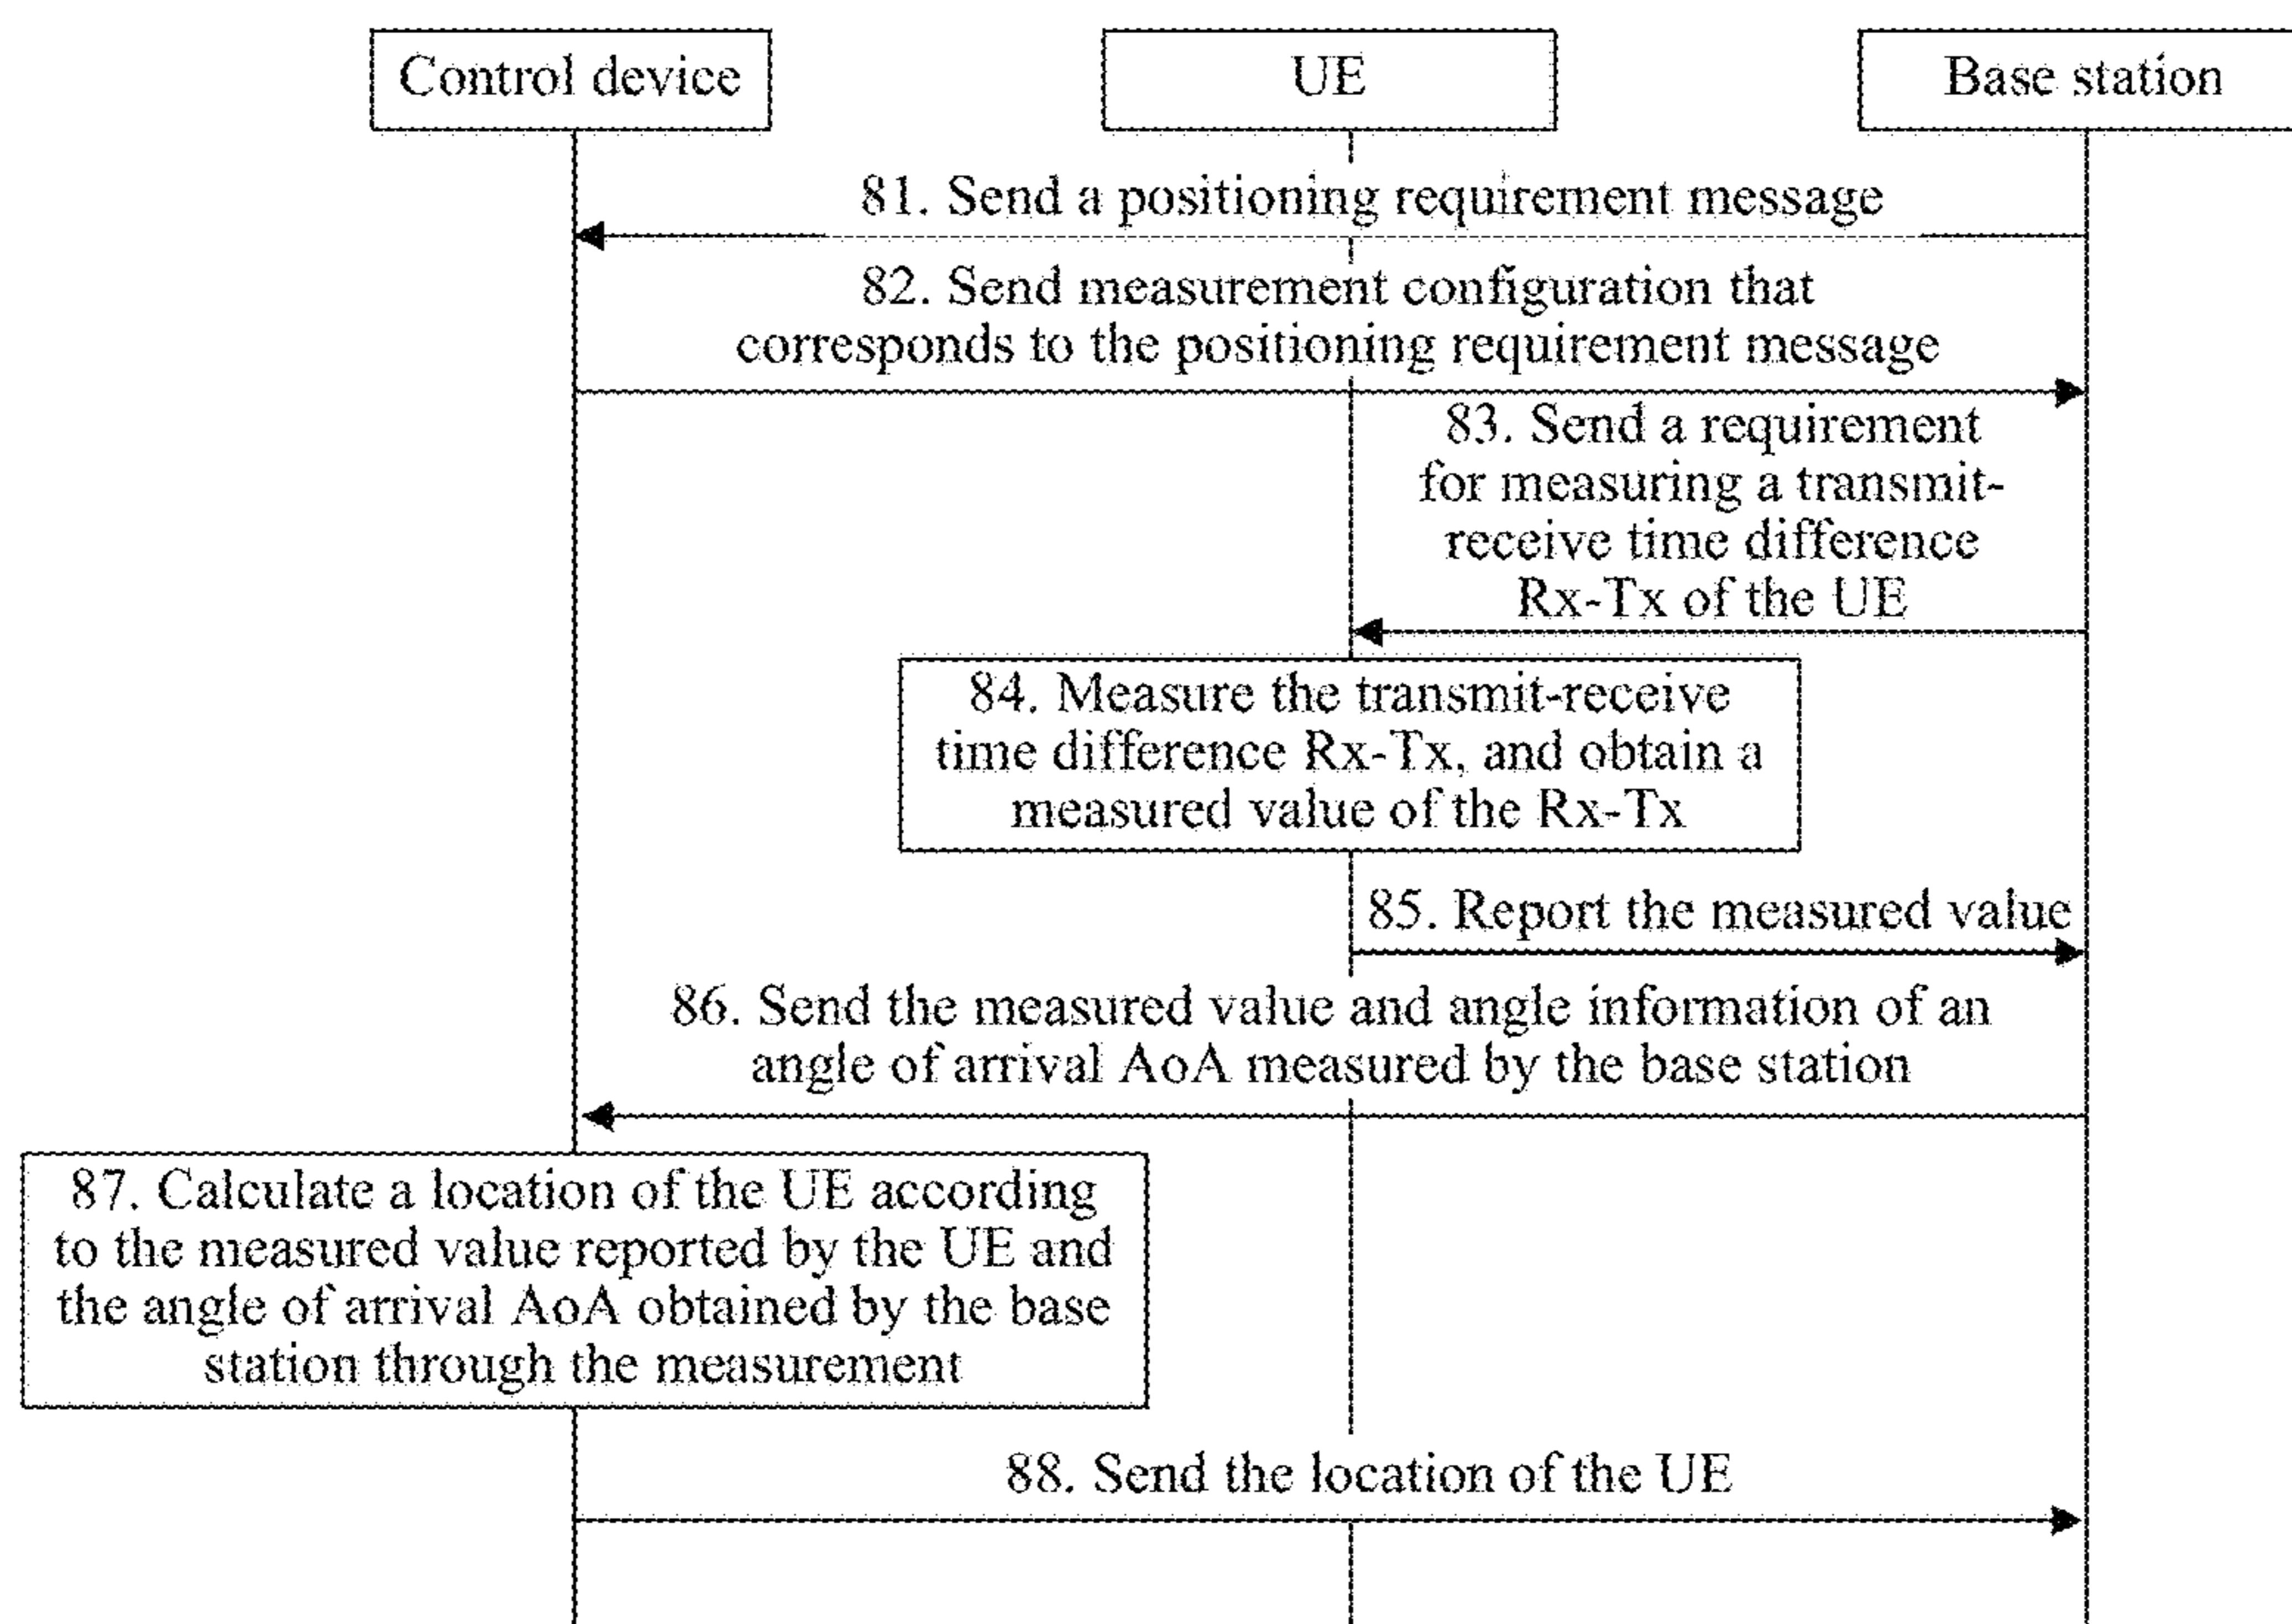 Control device
UE
Base station
81. Send a positioning requirement message
82. Send measurement configuration that
corresponds to the positioning requirement message
83. Send a requirement
for measuring a transmit-
receive time difference
Rx-Tx of the UE
84. Measure the transmit-receive
time difference Rx-Tx, and obtain a
measured value of the Rx-Tx
85. Report the measured value
86. Send the measured value and angle information of an
angle of arrival AoA measured by the base station
87. Calculate a location of the UE according
to the measured value reported by the UE and
the angle of arrival AoA obtained by the base
station through the measurement
88. Send the location of the UE